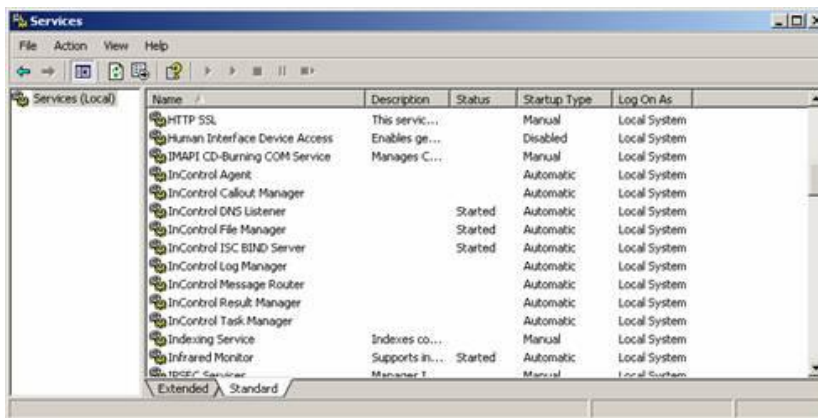 Services
File Action View Help
Services (Local)
Name Description Status Startup Type Log On As
HTTP SSL This servic... Manual Local System
Human Interface Device Access Enables ge... Disabled Local System
IMAPI CD-Burning COM Service Manages C... Manual Local System
InControl Agent Automatic Local System
InControl Callout Manager Automatic Local System
InControl DNS Listener Started Automatic Local System
InControl File Manager Started Automatic Local System
InControl ISC BIND Server Started Automatic Local System
InControl Log Manager Automatic Local System
InControl Message Router Automatic Local System
InControl Result Manager Automatic Local System
InControl Task Manager Automatic Local System
Indexing Service Indexes co... Manual Local System
Infrared Monitor Supports in... Started Automatic Local System
IPSEC Services Manages I... Manual Local System
Extended Standard